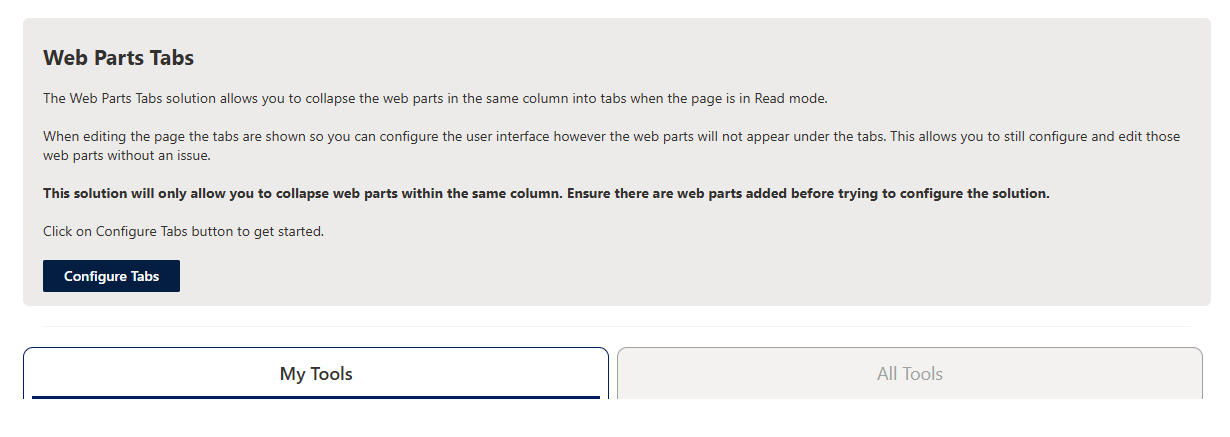 Web Parts Tabs
The Web Parts Tabs solution allows you to collapse the web parts in the same column into tabs when the page is in Read mode.
When editing the page the tabs are shown so you can configure the user interface however the web parts will not appear under the tabs. This allows you to still configure and edit those
web parts without an issue.
This solution will only allow you to collapse web parts within the same column. Ensure there are web parts added before trying to configure the solution.
Click on Configure Tabs button to get started.
Configure Tabs
My Tools
All Tools